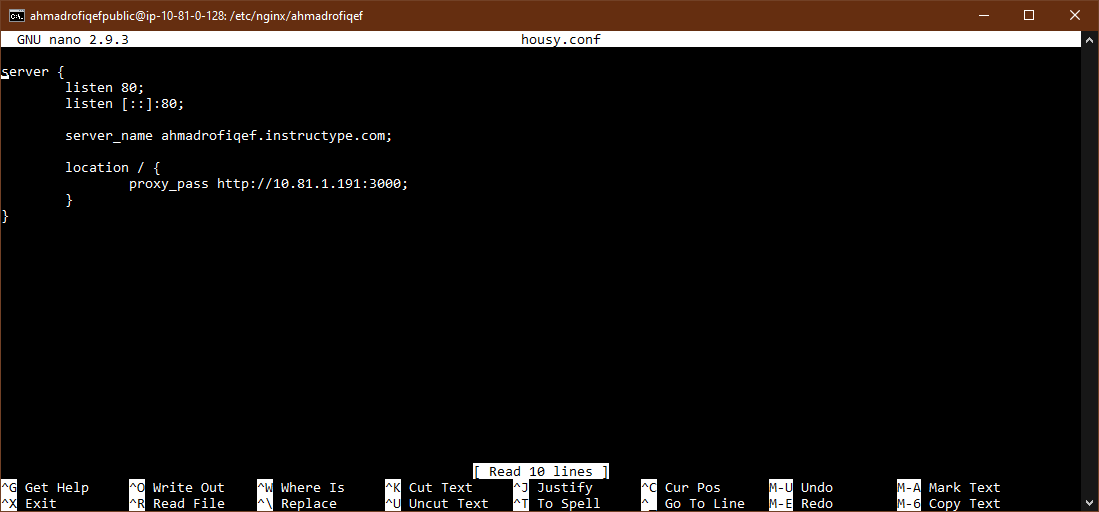 ahmadrofiqefpublic@ip-10-81-0-128: /etc/nginx/ahmadrofiqef
GNU nano 2.9.3 housy.conf
server {
listen 80;
listen [::]:80;
server_name ahmadrofiqef.instructype.com;
location / {
proxy_pass http://10.81.1.191:3000;
}
}
[ Read 10 lines ]
^G Get Help ^O Write Out ^W Where Is ^K Cut Text ^J Justify ^C Cur Pos M-U Undo M-A Mark Text
^X Exit ^R Read File ^\ Replace ^U Uncut Text ^T To Spell ^_ Go To Line M-E Redo M-6 Copy Text